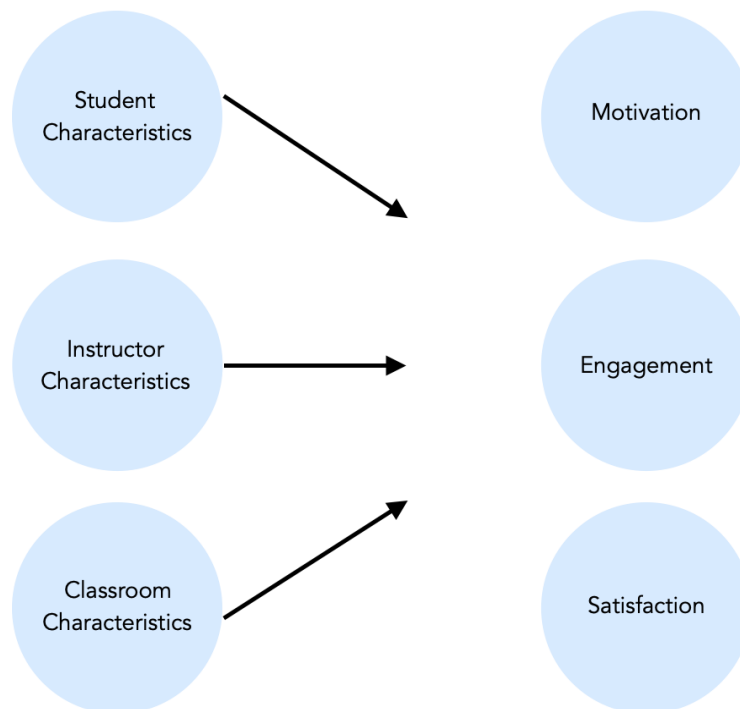 Student
Characteristics
Motivation
Instructor
Characteristics
Engagement
Classroom
Characteristics
Satisfaction